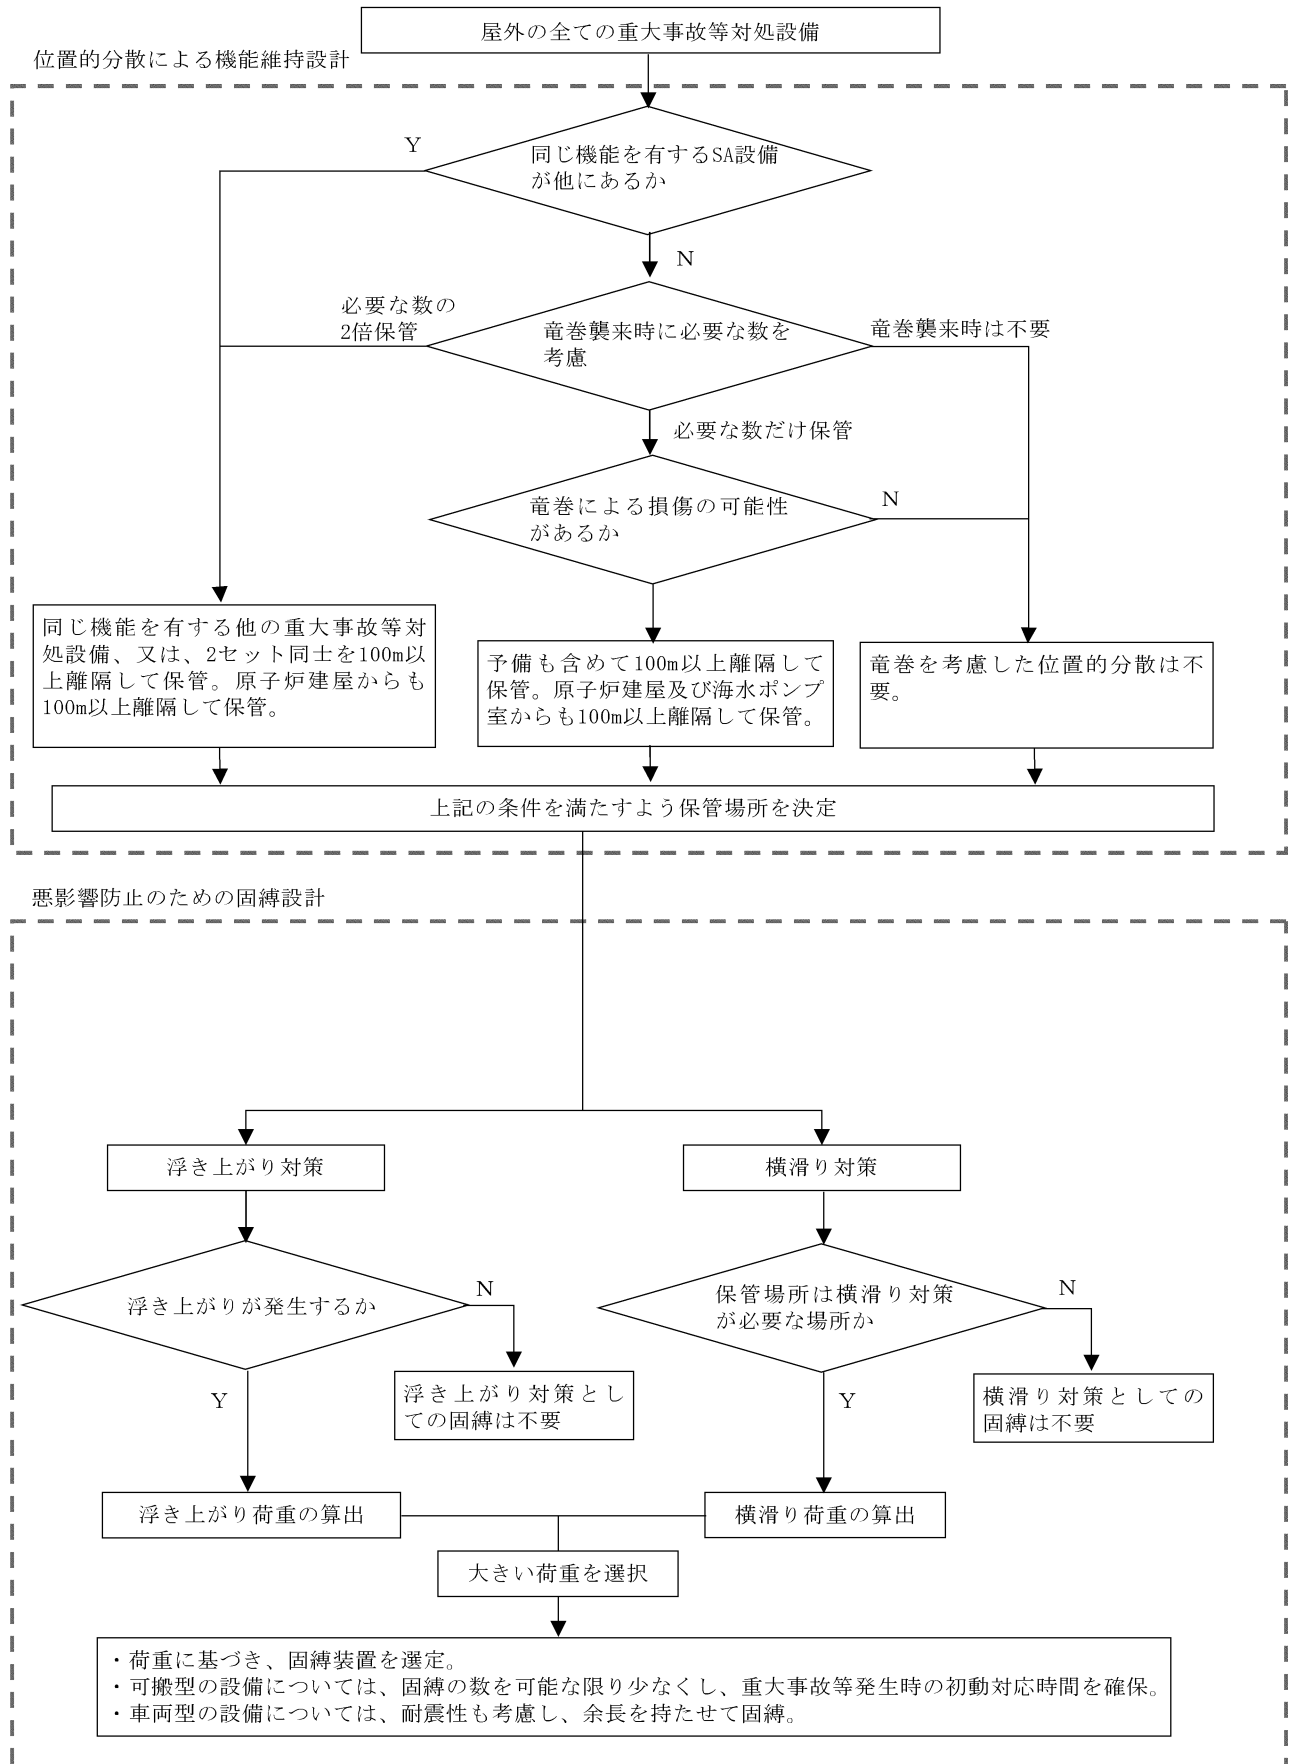 屋外の全ての重大事故等対処設備
位置的分散による機能維持設計
Y
同じ機能を有するSA設備
が他にあるか
N
必要な数の
2倍保管
竜巻襲来時に必要な数を
考慮
竜巻襲来時は不要
必要な数だけ保管
竜巻による損傷の可能性
があるか
N
同じ機能を有する他の重大事故等対
処設備、又は、2セット同士を100m以
上離隔して保管。原子炉建屋からも
100m以上離隔して保管。
予備も含めて100m以上離隔して
保管。原子炉建屋及び海水ポンプ
室からも100m以上離隔して保管。
竜巻を考慮した位置的分散は不
要。
上記の条件を満たすよう保管場所を決定
悪影響防止のための固縛設計
浮き上がり対策
横滑り対策
浮き上がりが発生するか
N
保管場所は横滑り対策
が必要な場所か
N
Y
浮き上がり対策とし
ての固縛は不要
Y
横滑り対策としての
固縛は不要
浮き上がり荷重の算出
横滑り荷重の算出
大きい荷重を選択
・荷重に基づき、固縛装置を選定。
・可搬型の設備については、固縛の数を可能な限り少なくし、重大事故等発生時の初動対応時間を確保。
・車両型の設備については、耐震性も考慮し、余長を持たせて固縛。